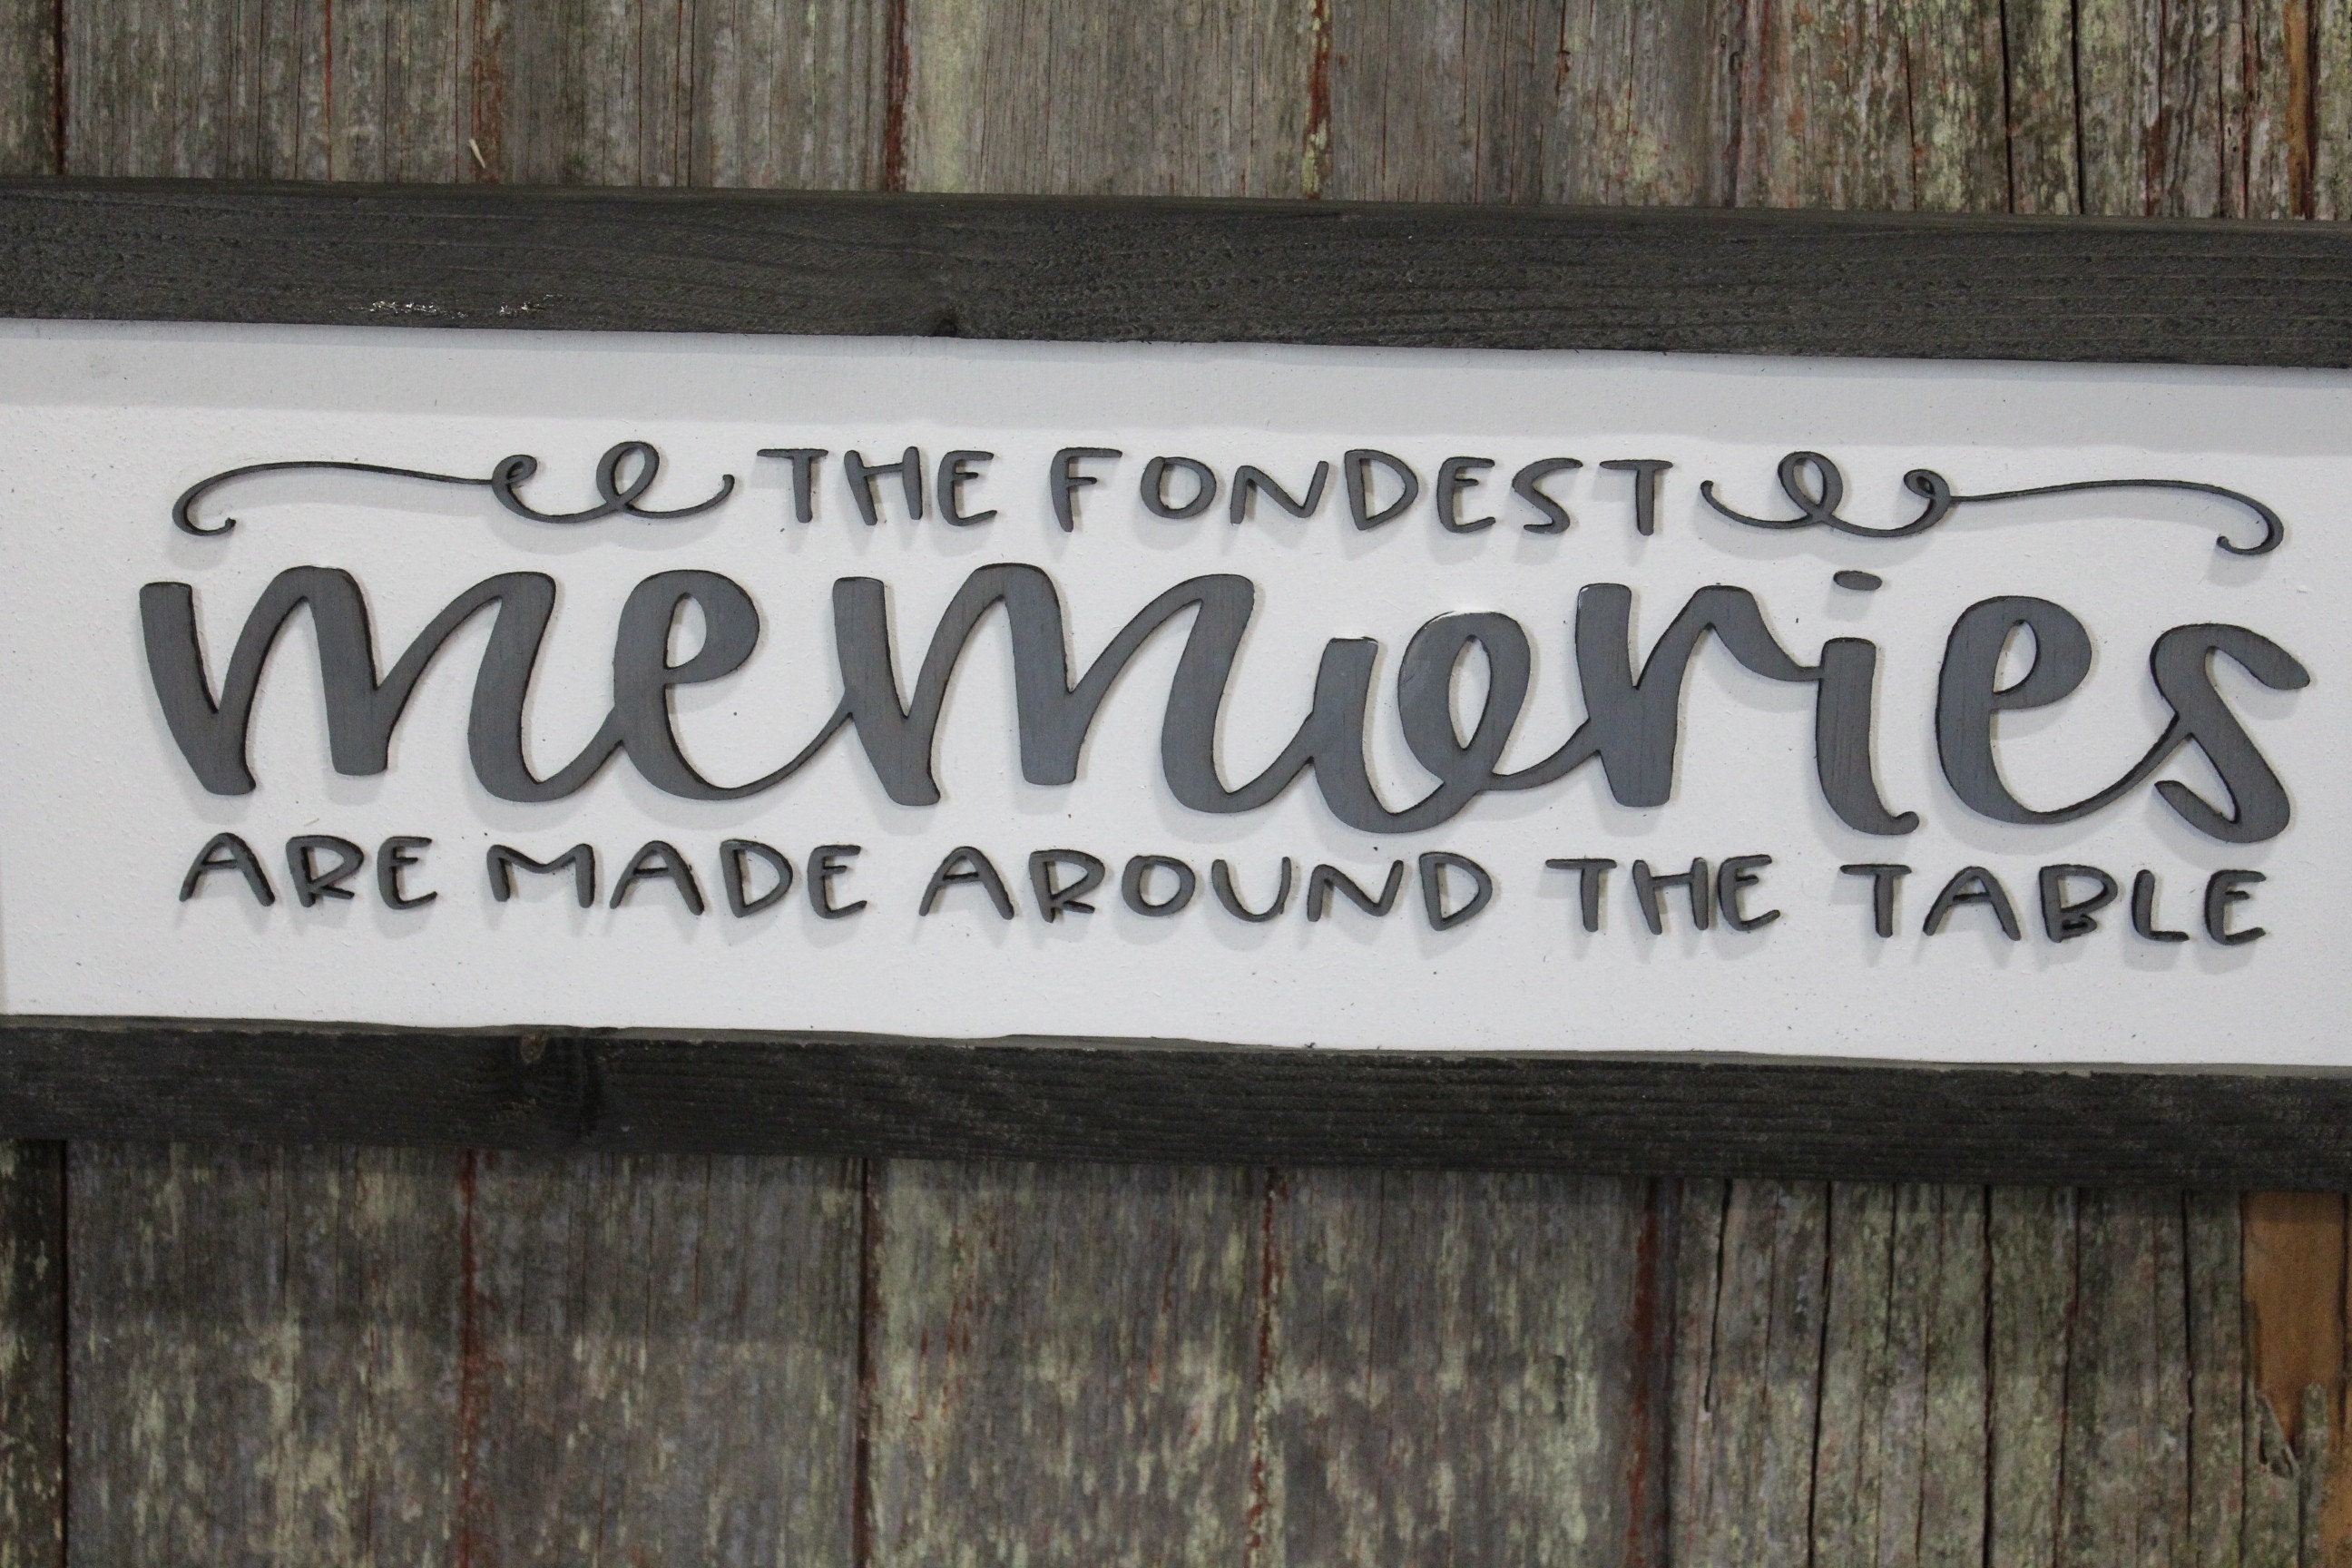 THE FONDEST
memories
ARE MADE AROUND THE TABLE